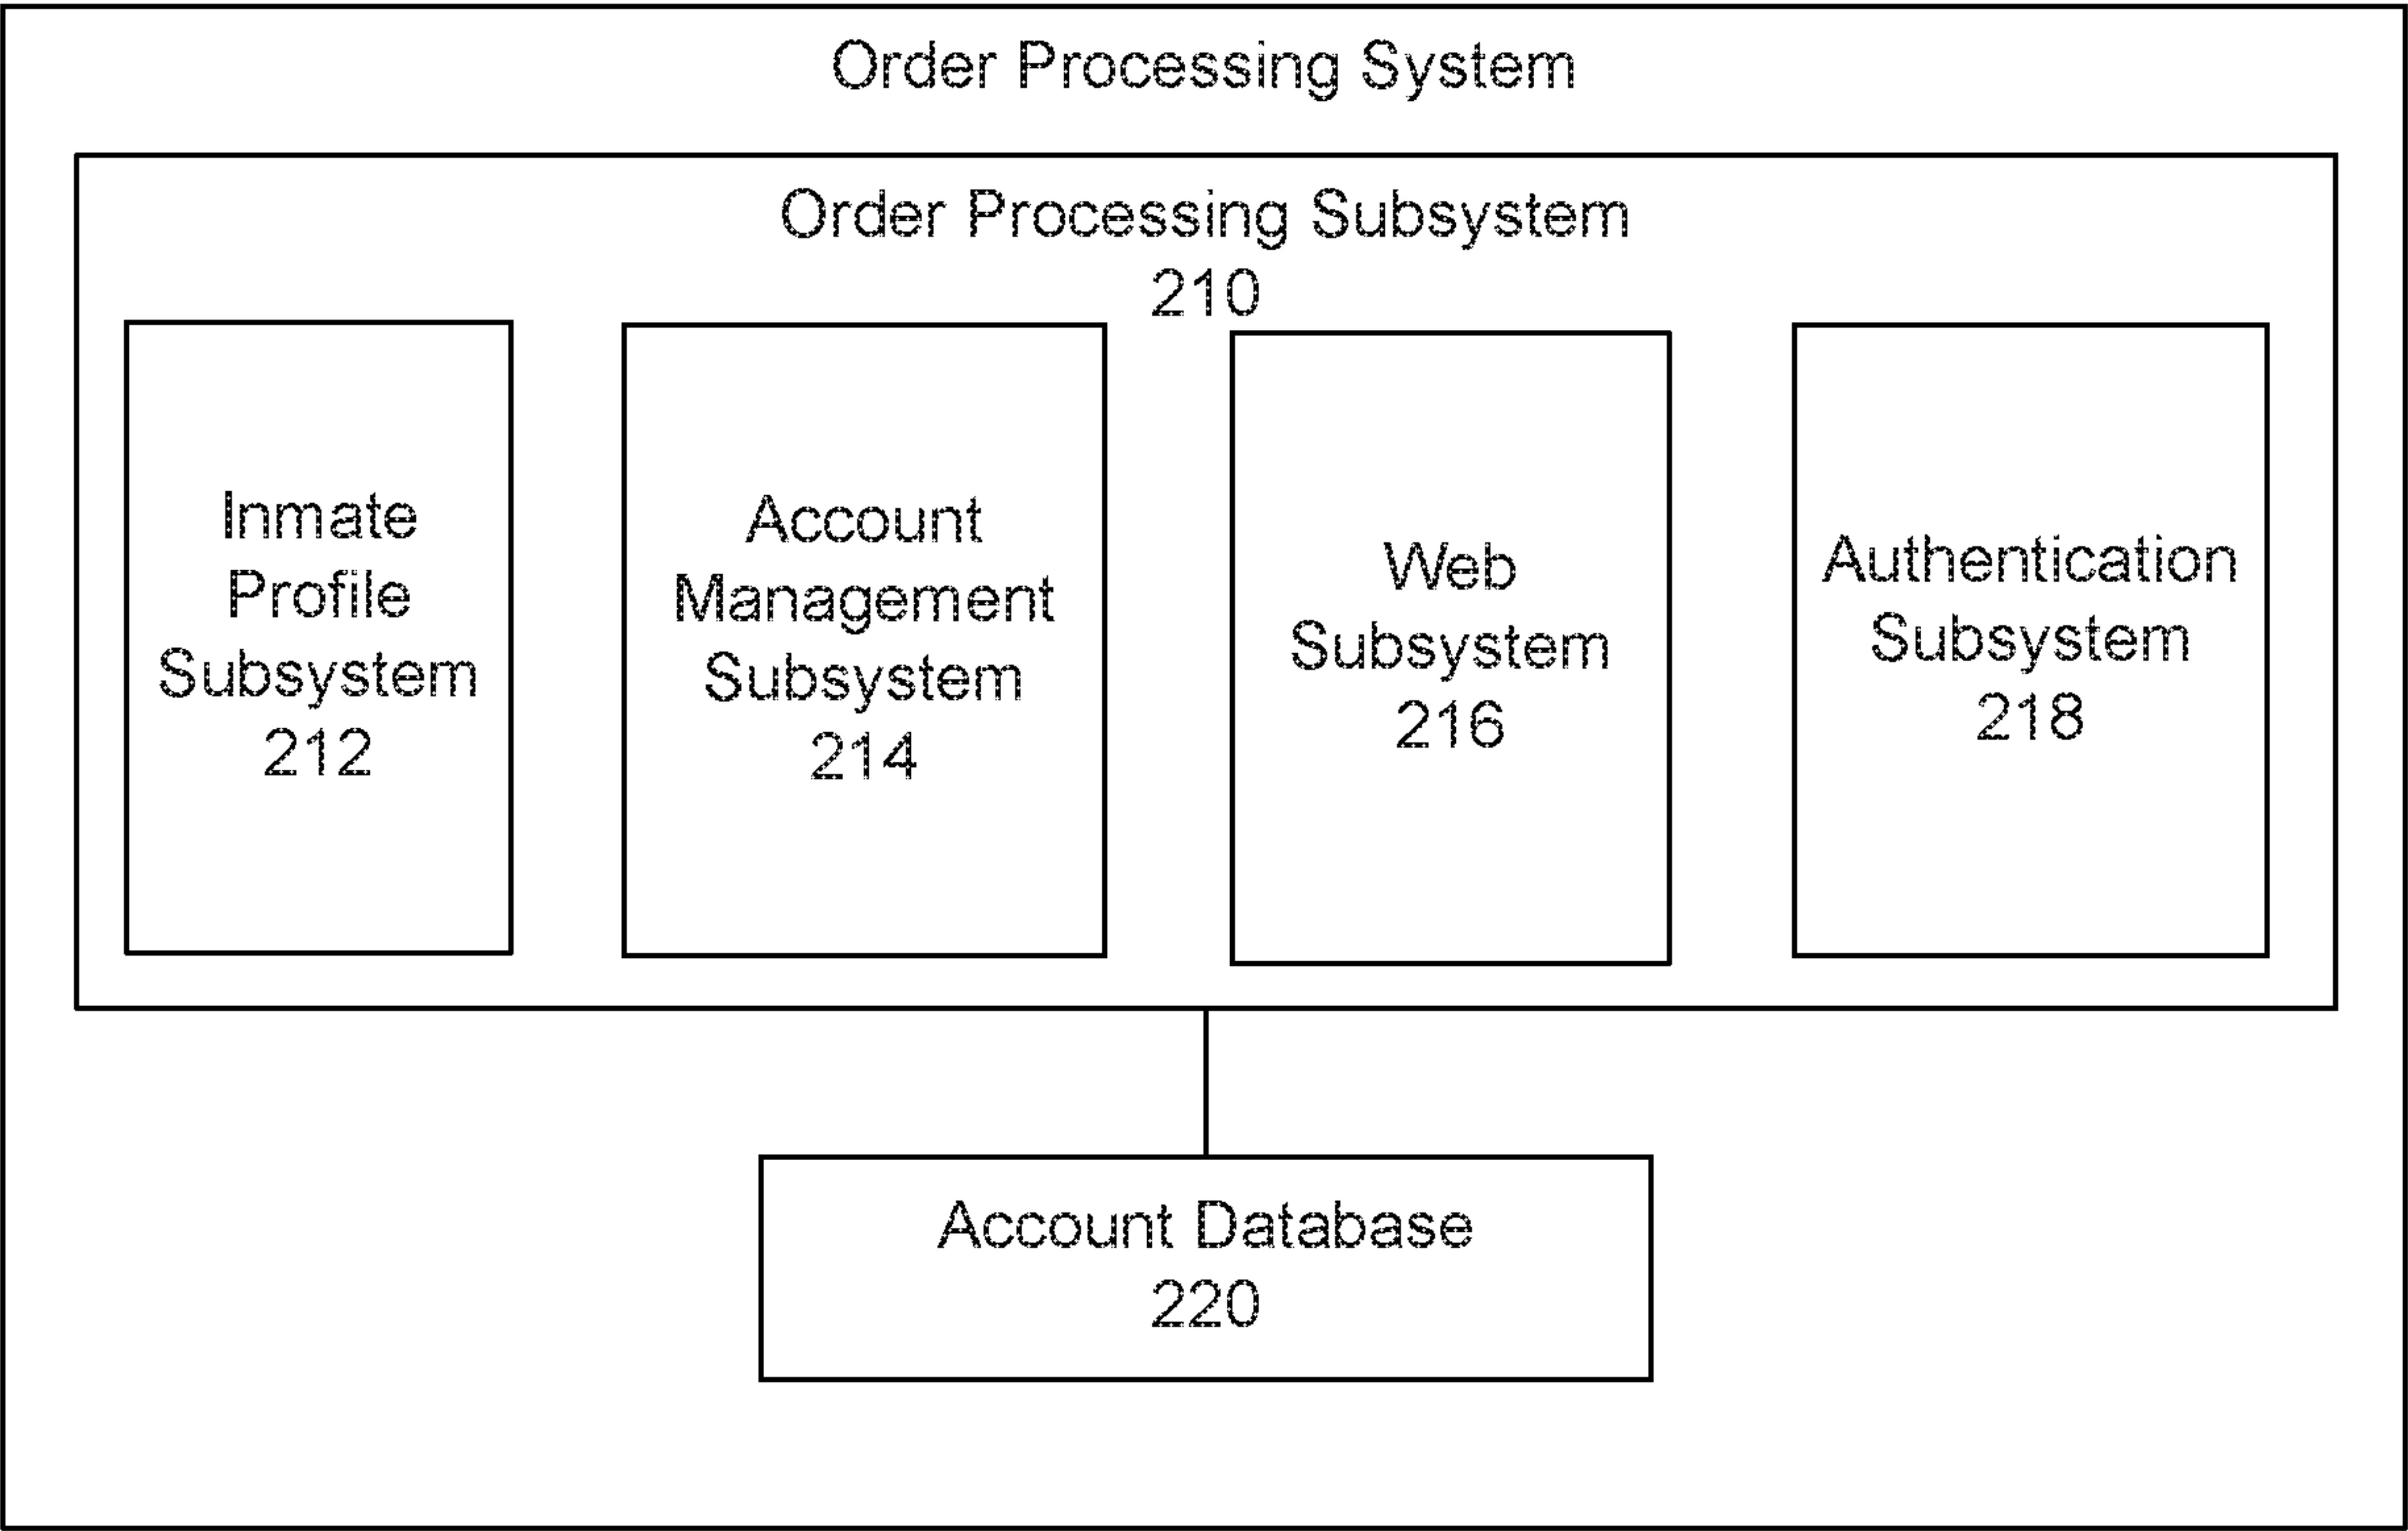 Order Processing System
Order Processing Subsystem
210
Inmate
Profile
Subsystem
212
Account
Management
Subsystem
214
Web
Subsystem
216
Authentication
Subsystem
218
Account Database
220